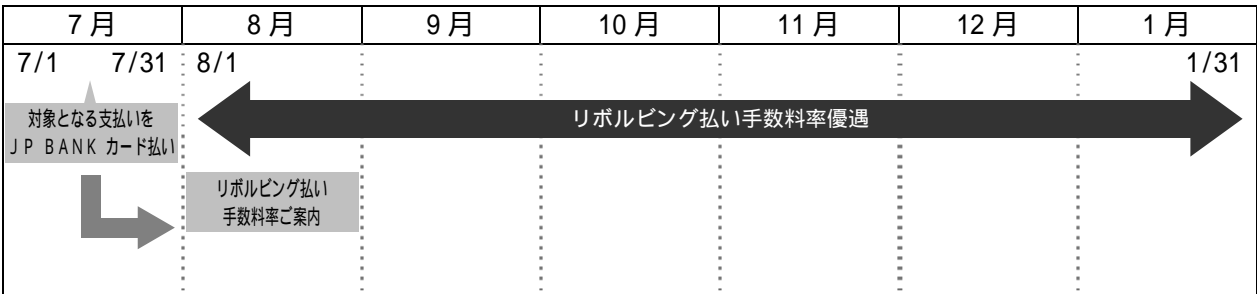 7月 8月 9月 10月 11月 12月 1月
7/1 7/31 8/1 1/31
対象となる支払いを
JP BANK カード払い
リボルビング払い手数料率優遇
リボルビング払い
手数料率ご案内